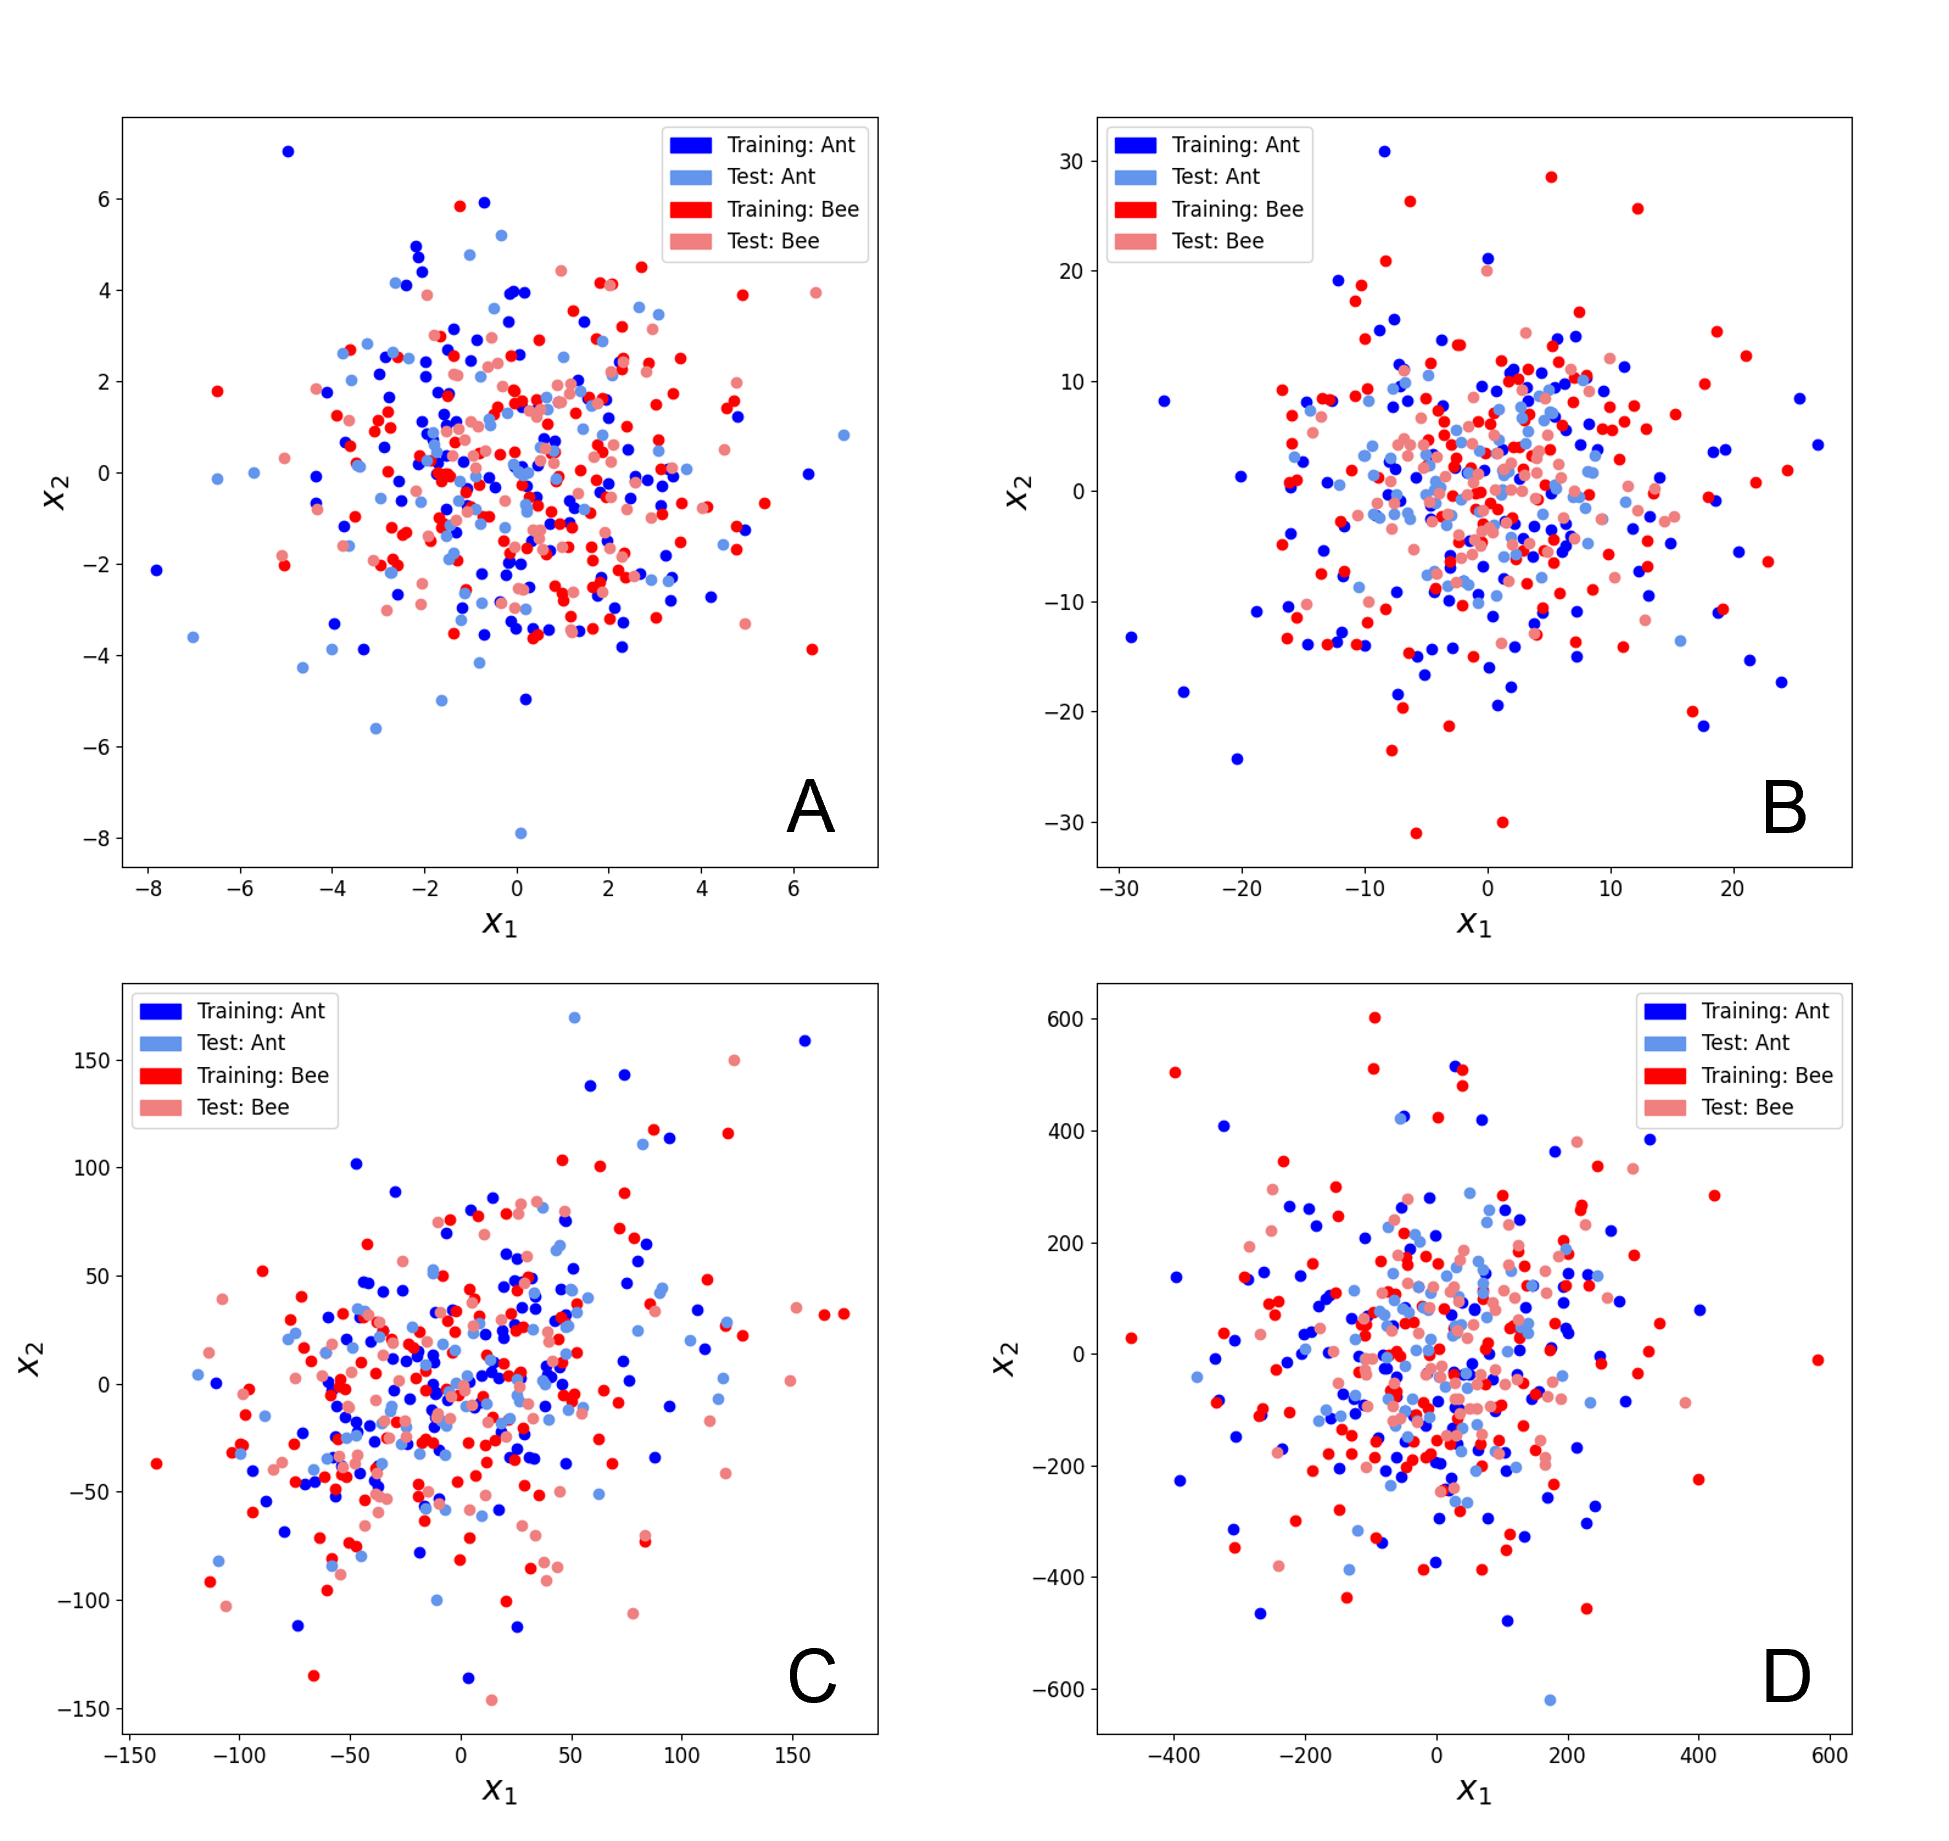 Training: Ant
Test: Ant
Training: Bee
Test: Bee
6
4
2
0
−2
−4
−6
−8
x2
−8 −6 −4 −2 0 2 4 6
x1
A
Training: Ant
Test: Ant
Training: Bee
Test: Bee
30
20
10
0
−10
−20
−30
x2
−30 −20 −10 0 10 20
x1
B
Training: Ant
Test: Ant
Training: Bee
Test: Bee
150
100
50
0
−50
−100
−150
x2
−150 −100 −50 0 50 100 150
x1
C
Training: Ant
Test: Ant
Training: Bee
Test: Bee
600
400
200
0
−200
−400
−600
x2
−400 −200 0 200 400 600
x1
D